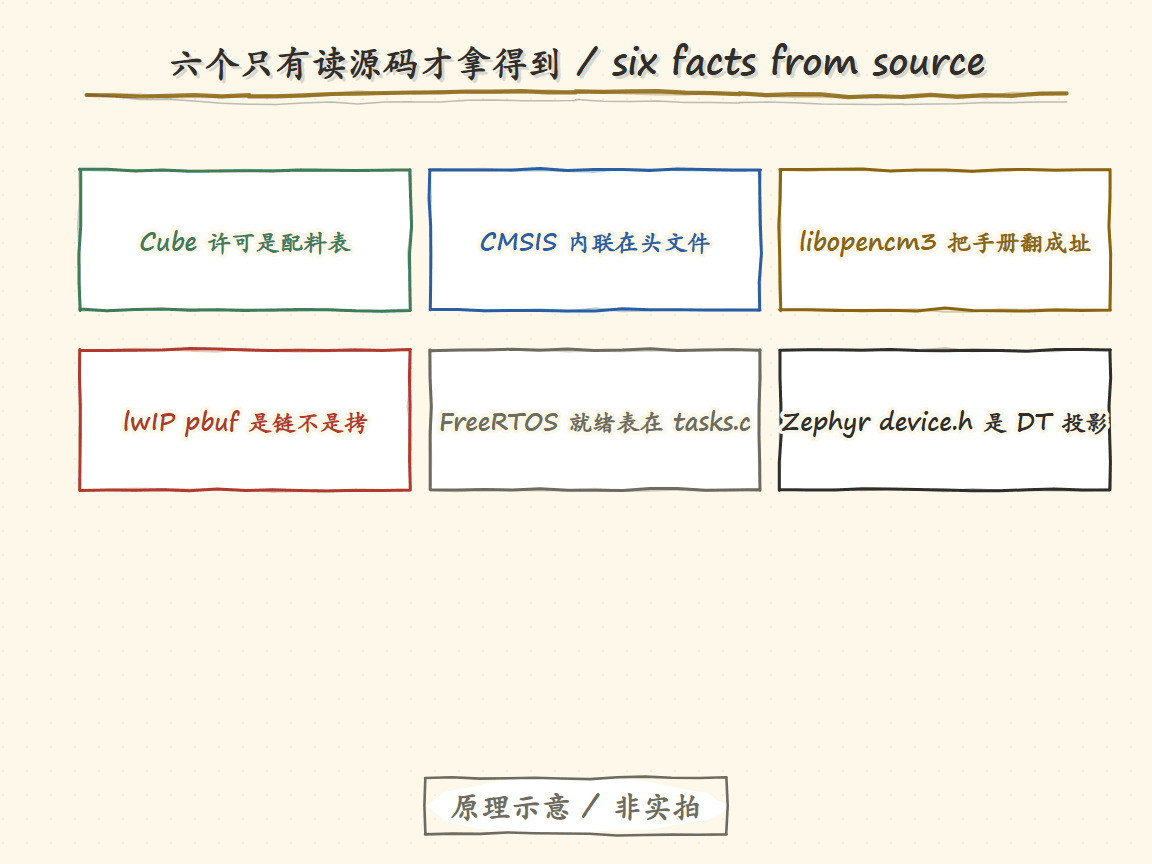 六个只有读源码才拿得到 / six facts from source
Cube 许可是配料表
CMSIS 内联在头文件
libopencm3 把手册翻成址
lwIP pbuf 是链不是拷
FreeRTOS 就绪表在 tasks.c
Zephyr device.h 是 DT 投影
原理示意 / 非实拍